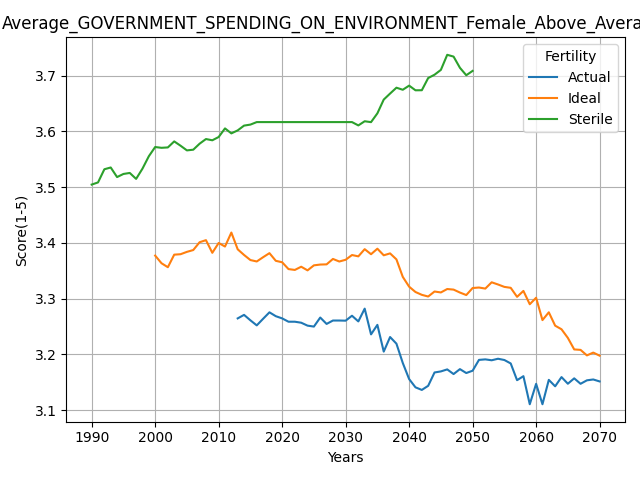 Average_GOVERNMENT_SPENDING_ON_ENVIRONMENT_Female_Above_Avera
Fertility
Actual
Ideal
Sterile
Score(1-5)
3.7
3.6
3.5
3.4
3.3
3.2
3.1
1990 2000 2010 2020 2030 2040 2050 2060 2070
Years